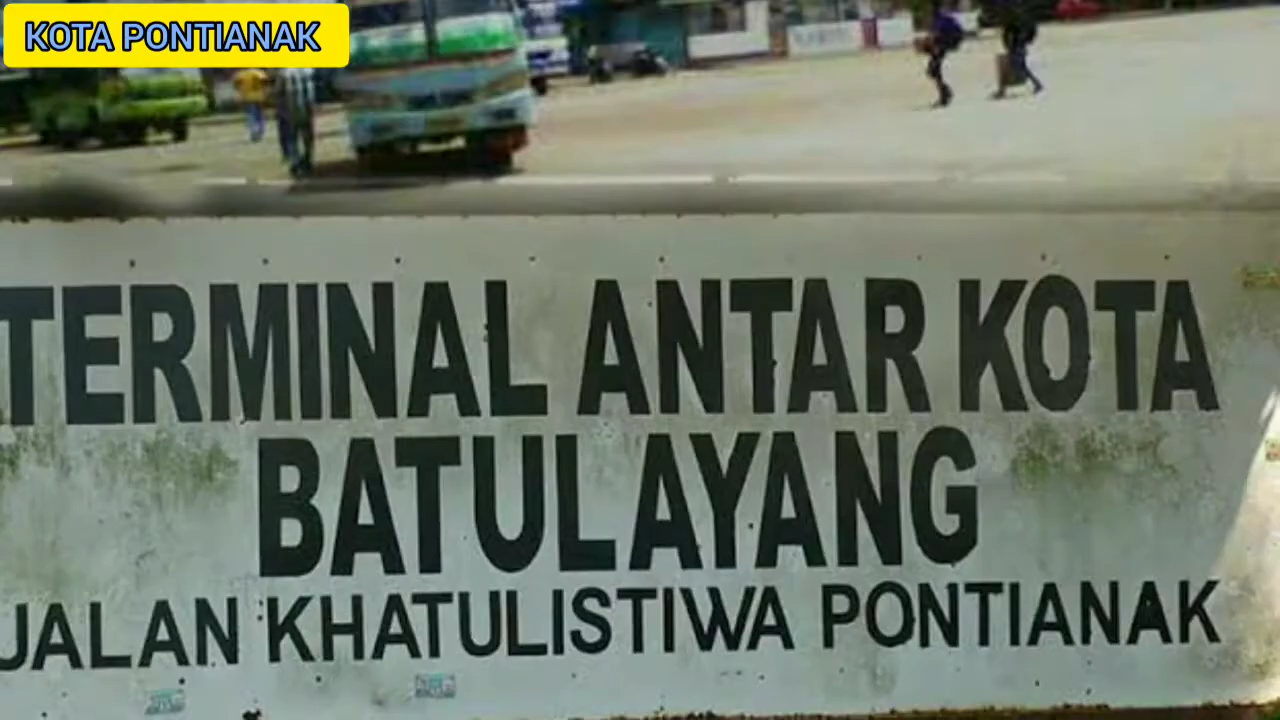 KOTA PONTIANAK
TERMINAL ANTAR KOTA
BATULAYANG
JALAN KHATULISTIWA PONTIANAK